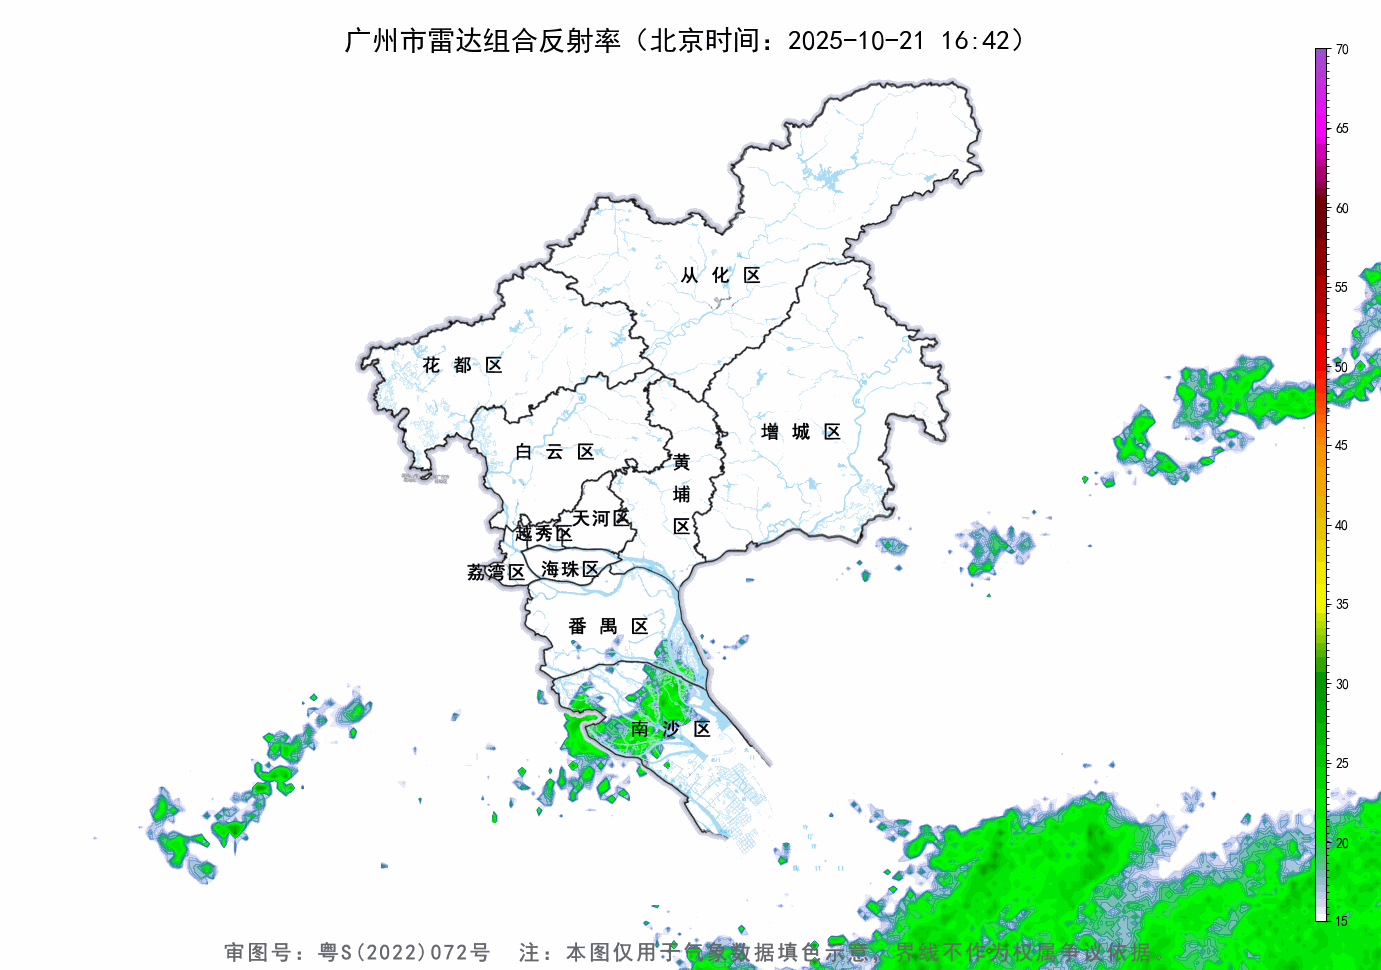 广州市雷达组合反射率（北京时间：2025-10-21 16:42）
70
65
60
55
50
45
40
35
30
25
20
15
从化区
花都区
增城区
白云区
黄埔区
天河区
越秀区
荔湾区
海珠区
番禺区
南沙区
审图号：粤S(2022)072号 注：本图仅用于气象数据填色示意，界线不作为权属争议依据。